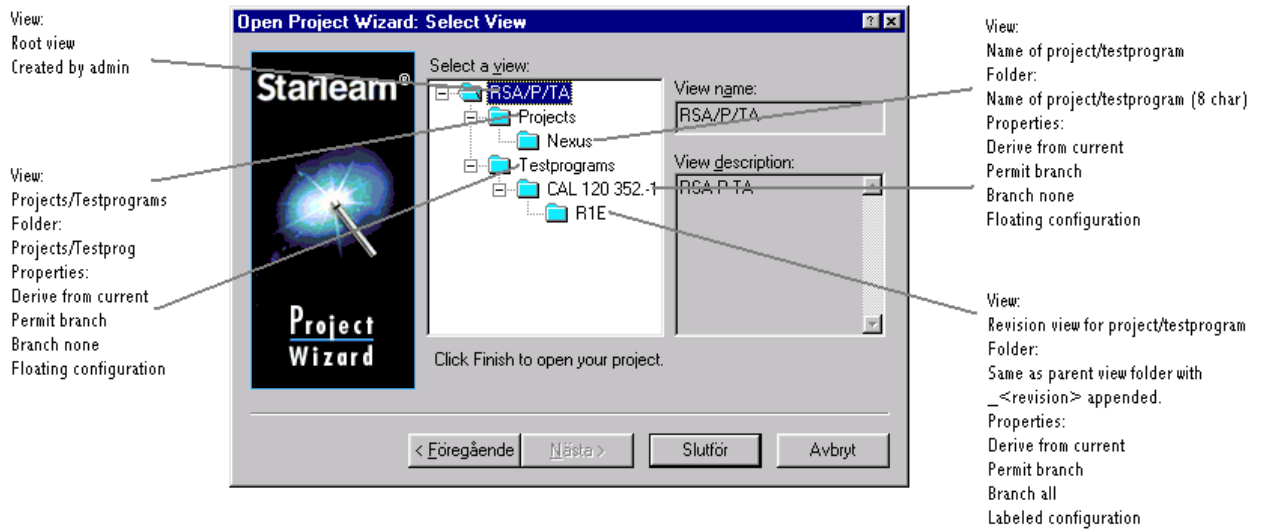 View:
Root view
Created by admin
View:
Projects/Testprograms
Folder:
Projects/Testprog
Properties:
Derive from current
Permit branch
Branch none
Floating configuration
Open Project Wizard: Select View
StarTeam®
Project
Wizard
Select a view:
RSA/P/TA
Projects
Nexus
Testprograms
CAL 120 352.-1
R1E
View name:
RSA/P/TA
View description:
RSA P TA
Click Finish to open your project.
< Föregående
Nästa >
Slutför
Avbryt
View:
Name of project/testprogram
Folder:
Name of project/testprogram (8 char)
Properties:
Derive from current
Permit branch
Branch none
Floating configuration
View:
Revision view for project/testprogram
Folder:
Same as parent view folder with
_<revision> appended.
Properties:
Derive from current
Permit branch
Branch all
Labeled configuration